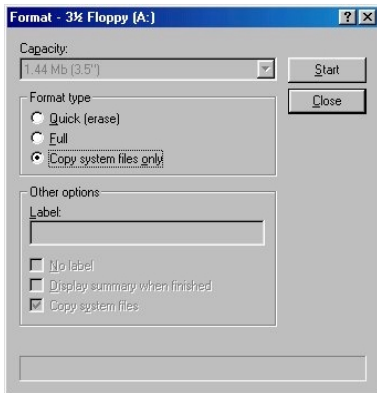 Format - 3½ Floppy (A:)
Capacity:
1.44 Mb (3.5")
Start
Format type
Close
Quick (erase)
Full
Copy system files only
Other options
Label:
No label
Display summary when finished
Copy system files